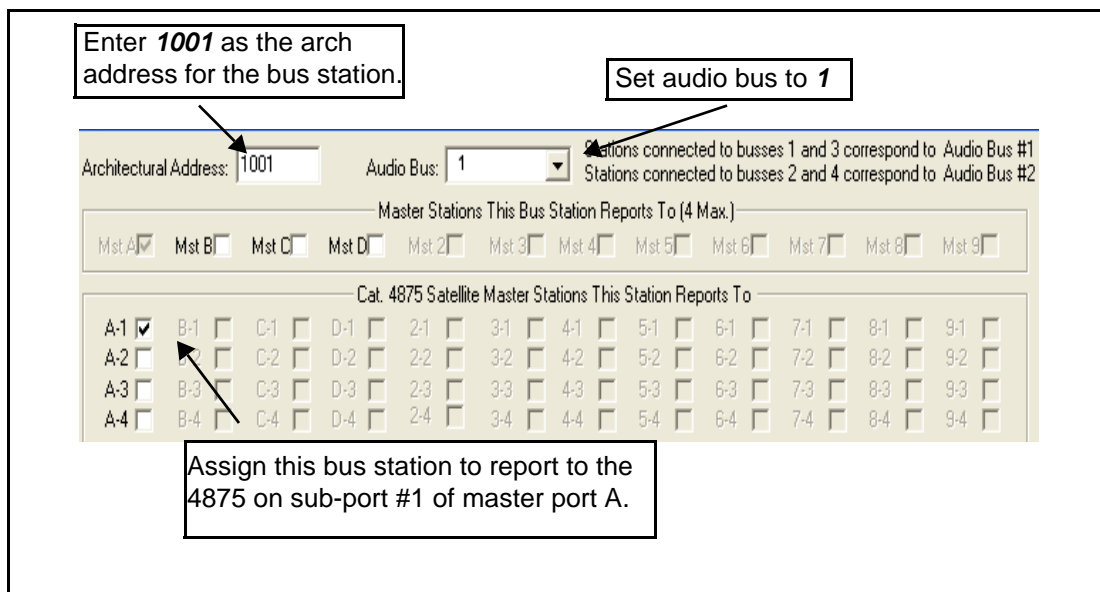 Enter 1001 as the arch
address for the bus station.
Set audio bus to 1
Architectural Address: 1001 Audio Bus: 1
Stations connected to busses 1 and 3 correspond to Audio Bus #1
Stations connected to busses 2 and 4 correspond to Audio Bus #2
Master Stations This Bus Station Reports To (4 Max.)
Mst A Mst B Mst C Mst D Mst 2 Mst 3 Mst 4 Mst 5 Mst 6 Mst 7 Mst 8 Mst 9
Cat. 4875 Satellite Master Stations This Station Reports To
A-1 B-1 C-1 D-1 2-1 3-1 4-1 5-1 6-1 7-1 8-1 9-1
A-2 B-2 C-2 D-2 2-2 3-2 4-2 5-2 6-2 7-2 8-2 9-2
A-3 B-3 C-3 D-3 2-3 3-3 4-3 5-3 6-3 7-3 8-3 9-3
A-4 B-4 C-4 D-4 2-4 3-4 4-4 5-4 6-4 7-4 8-4 9-4
Assign this bus station to report to the
4875 on sub-port #1 of master port A.